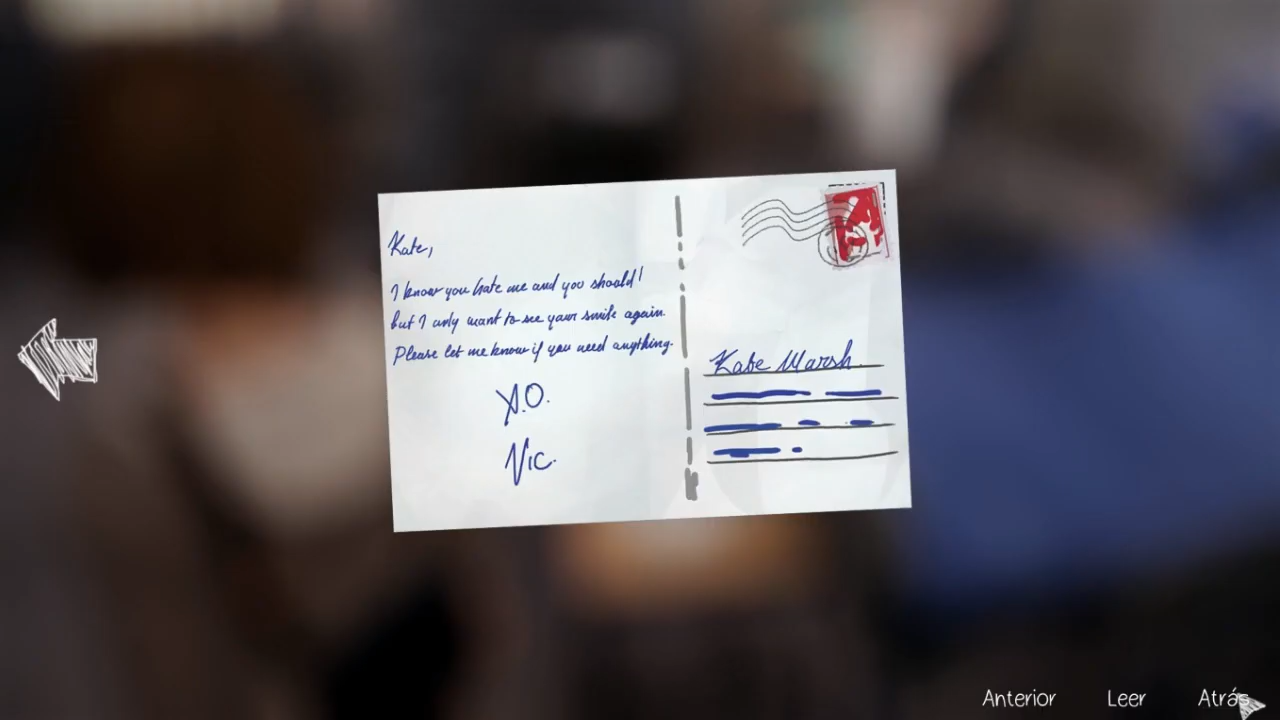 Kate,
I know you hate me and you should!
but I only want to see your smile again.
Please let me know if you need anything.
X.O.
Vic.
Kate Marsh
Anterior
Leer
Atrás